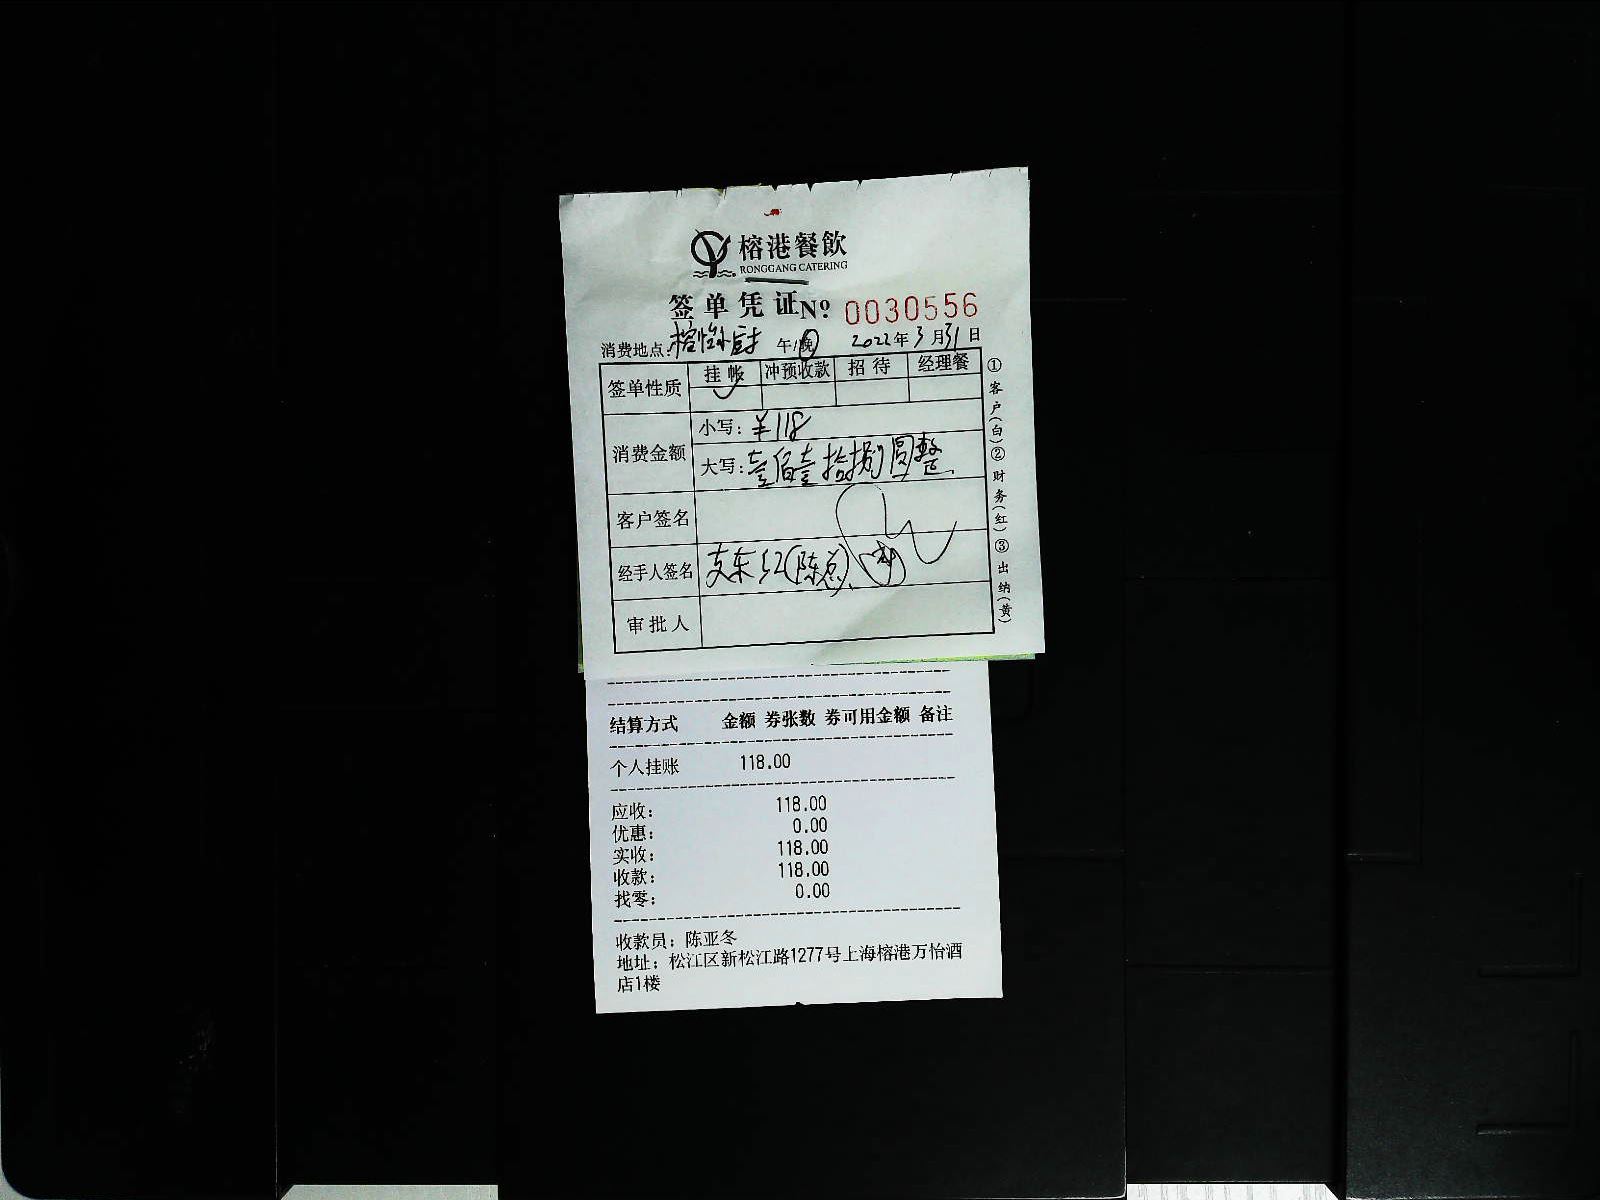 榕港餐飲
RONGGANG CATERING
签单凭证 No 0030556
消费地点: 榕怡小厨 午/晚 2022年3月31日
签单性质 挂帐 冲预收款 招待 经理餐
消费金额 小写: ¥118
大写: 壹佰壹拾捌圆整
客户签名
经手人签名 支东红(陈总)
审批人
①客户(白)②财务(红)③出纳(黄)
结算方式 金额 券张数 券可用金额 备注
个人挂账 118.00
应收: 118.00
优惠: 0.00
实收: 118.00
收款: 118.00
找零: 0.00
收款员: 陈亚冬
地址: 松江区新松江路1277号上海榕港万怡酒
店1楼